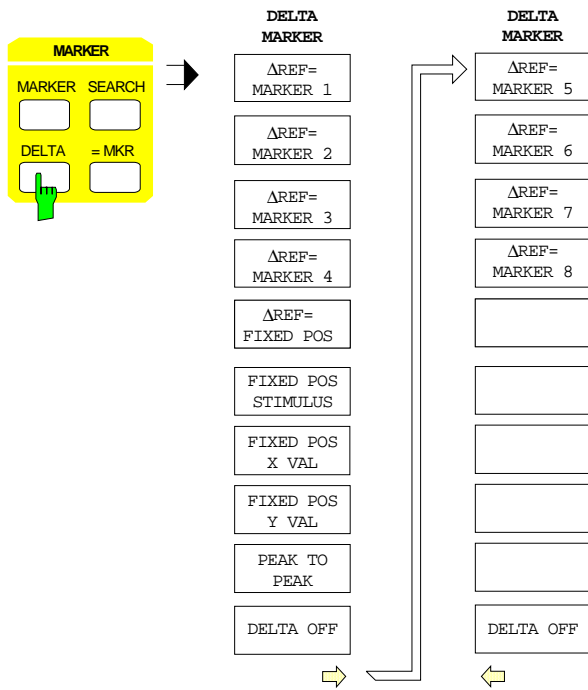 MARKER
MARKER SEARCH
DELTA = MKR
DELTA
MARKER
ΔREF=
MARKER 1
ΔREF=
MARKER 2
ΔREF=
MARKER 3
ΔREF=
MARKER 4
ΔREF=
FIXED POS
FIXED POS
STIMULUS
FIXED POS
X VAL
FIXED POS
Y VAL
PEAK TO
PEAK
DELTA OFF
DELTA
MARKER
ΔREF=
MARKER 5
ΔREF=
MARKER 6
ΔREF=
MARKER 7
ΔREF=
MARKER 8
DELTA OFF